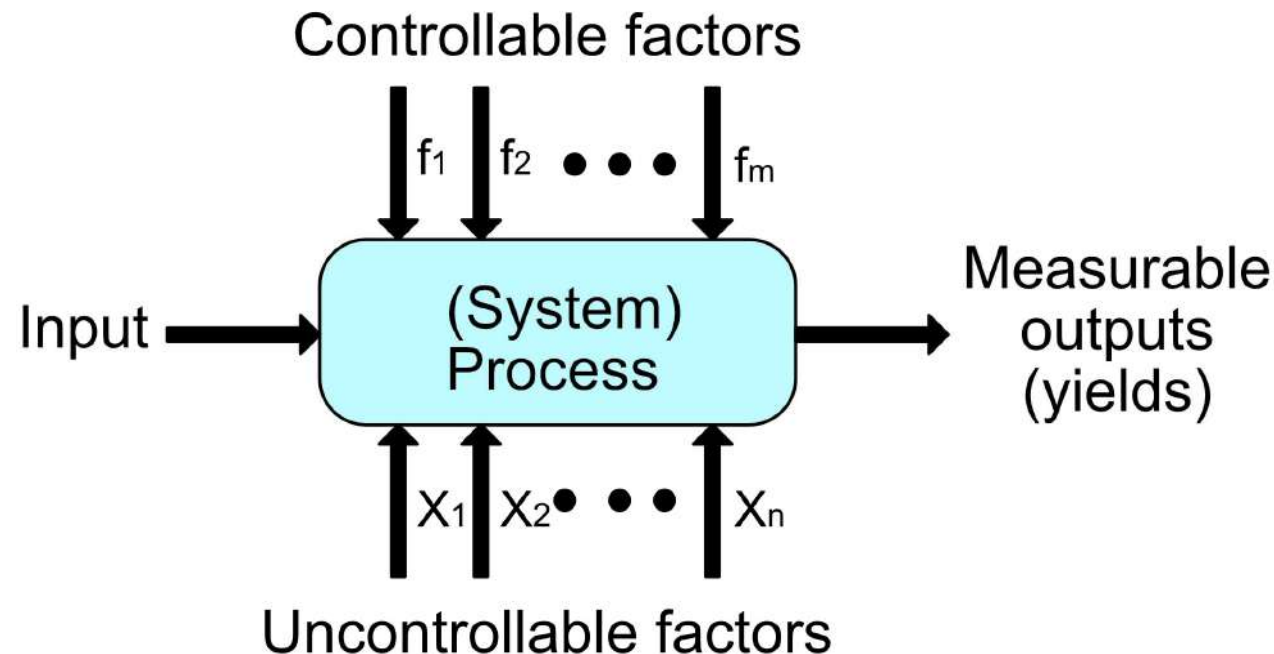 Controllable factors
f1 f2 fm
Input
(System)
Process
Measurable
outputs
(yields)
X1 X2 Xn
Uncontrollable factors